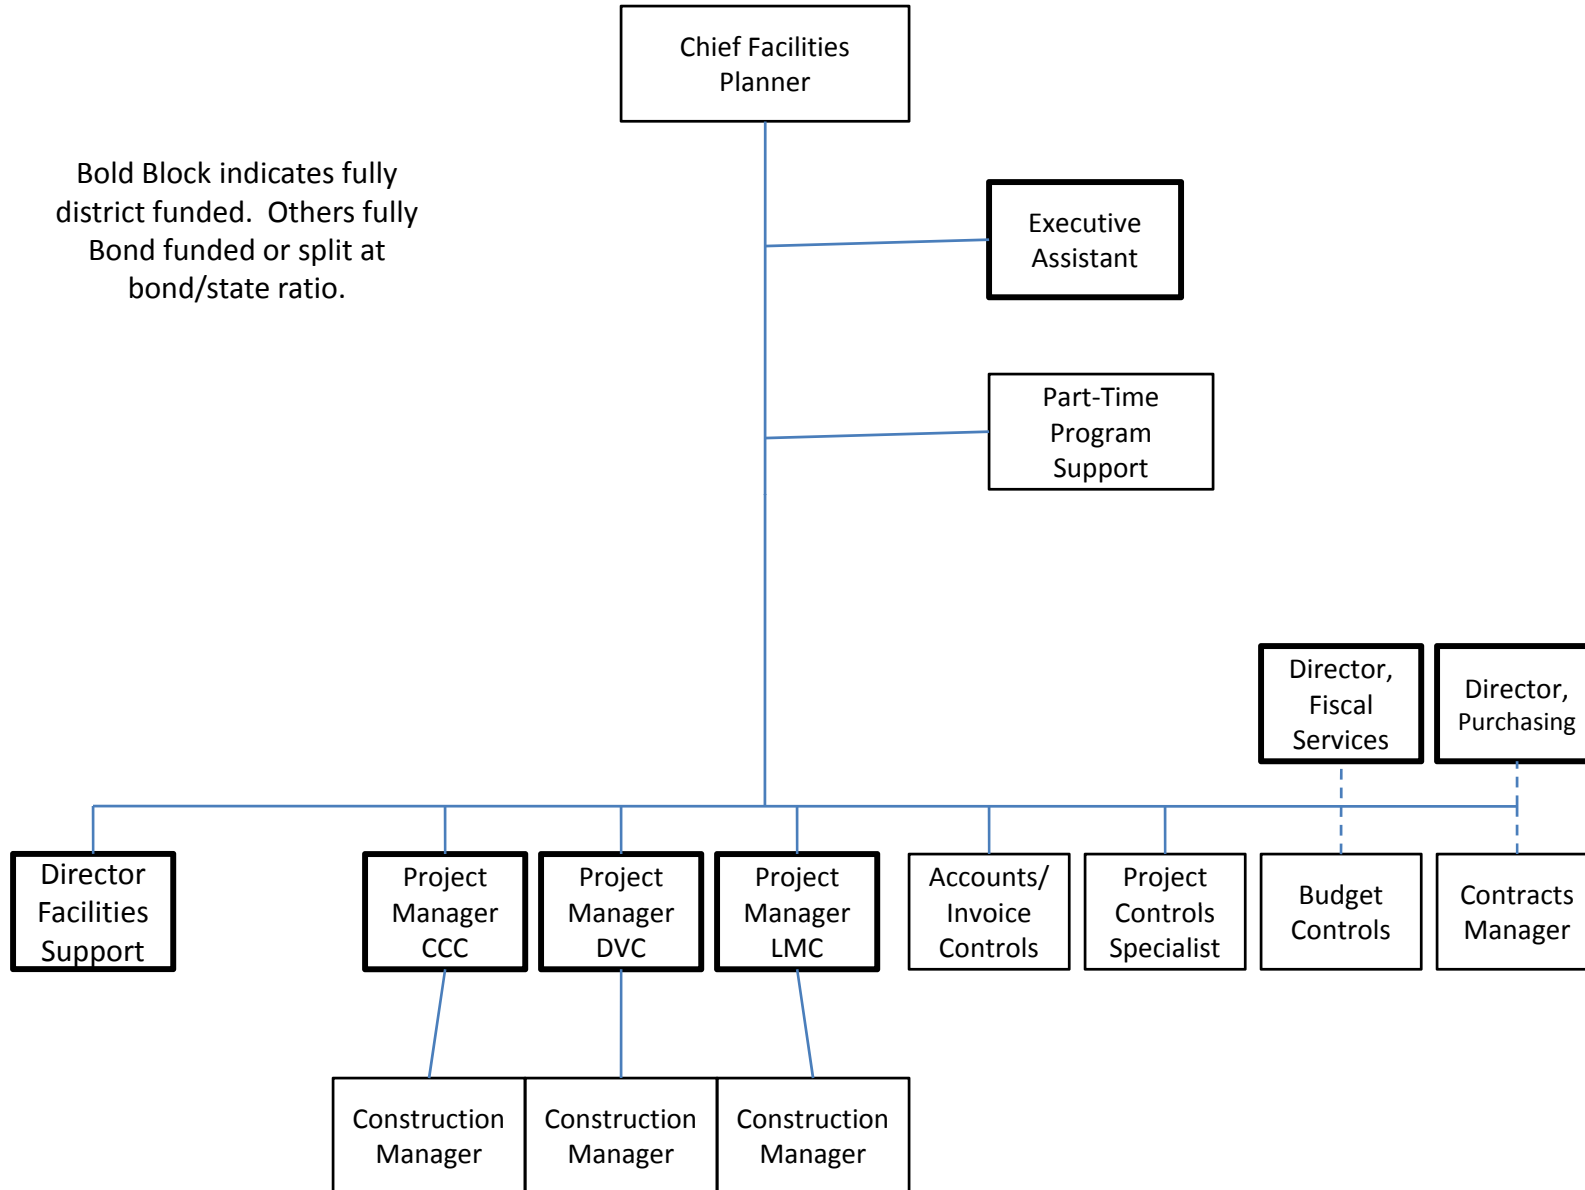 Chief Facilities
Planner
Bold Block indicates fully
district funded.  Others fully
Bond funded or split at
bond/state ratio.
Executive
Assistant
Part-Time
Program
Support
Director,
Fiscal
Services
Director,
Purchasing
Director
Facilities
Support
Project
Manager
CCC
Project
Manager
DVC
Project
Manager
LMC
Accounts/
Invoice
Controls
Project
Controls
Specialist
Budget
Controls
Contracts
Manager
Construction
Manager
Construction
Manager
Construction
Manager